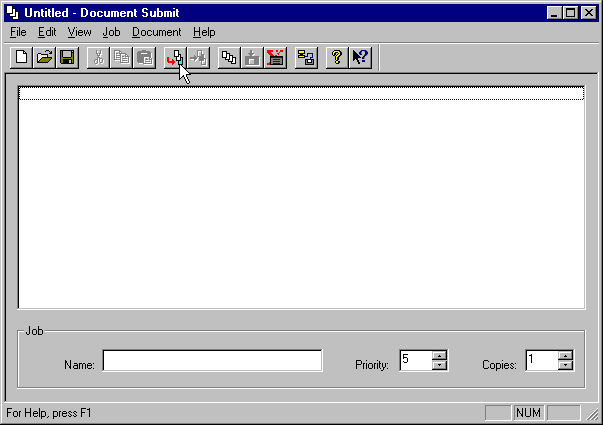 Untitled - Document Submit
File Edit View Job Document Help
Job
Name: Priority: 5 Copies: 1
For Help, press F1 NUM